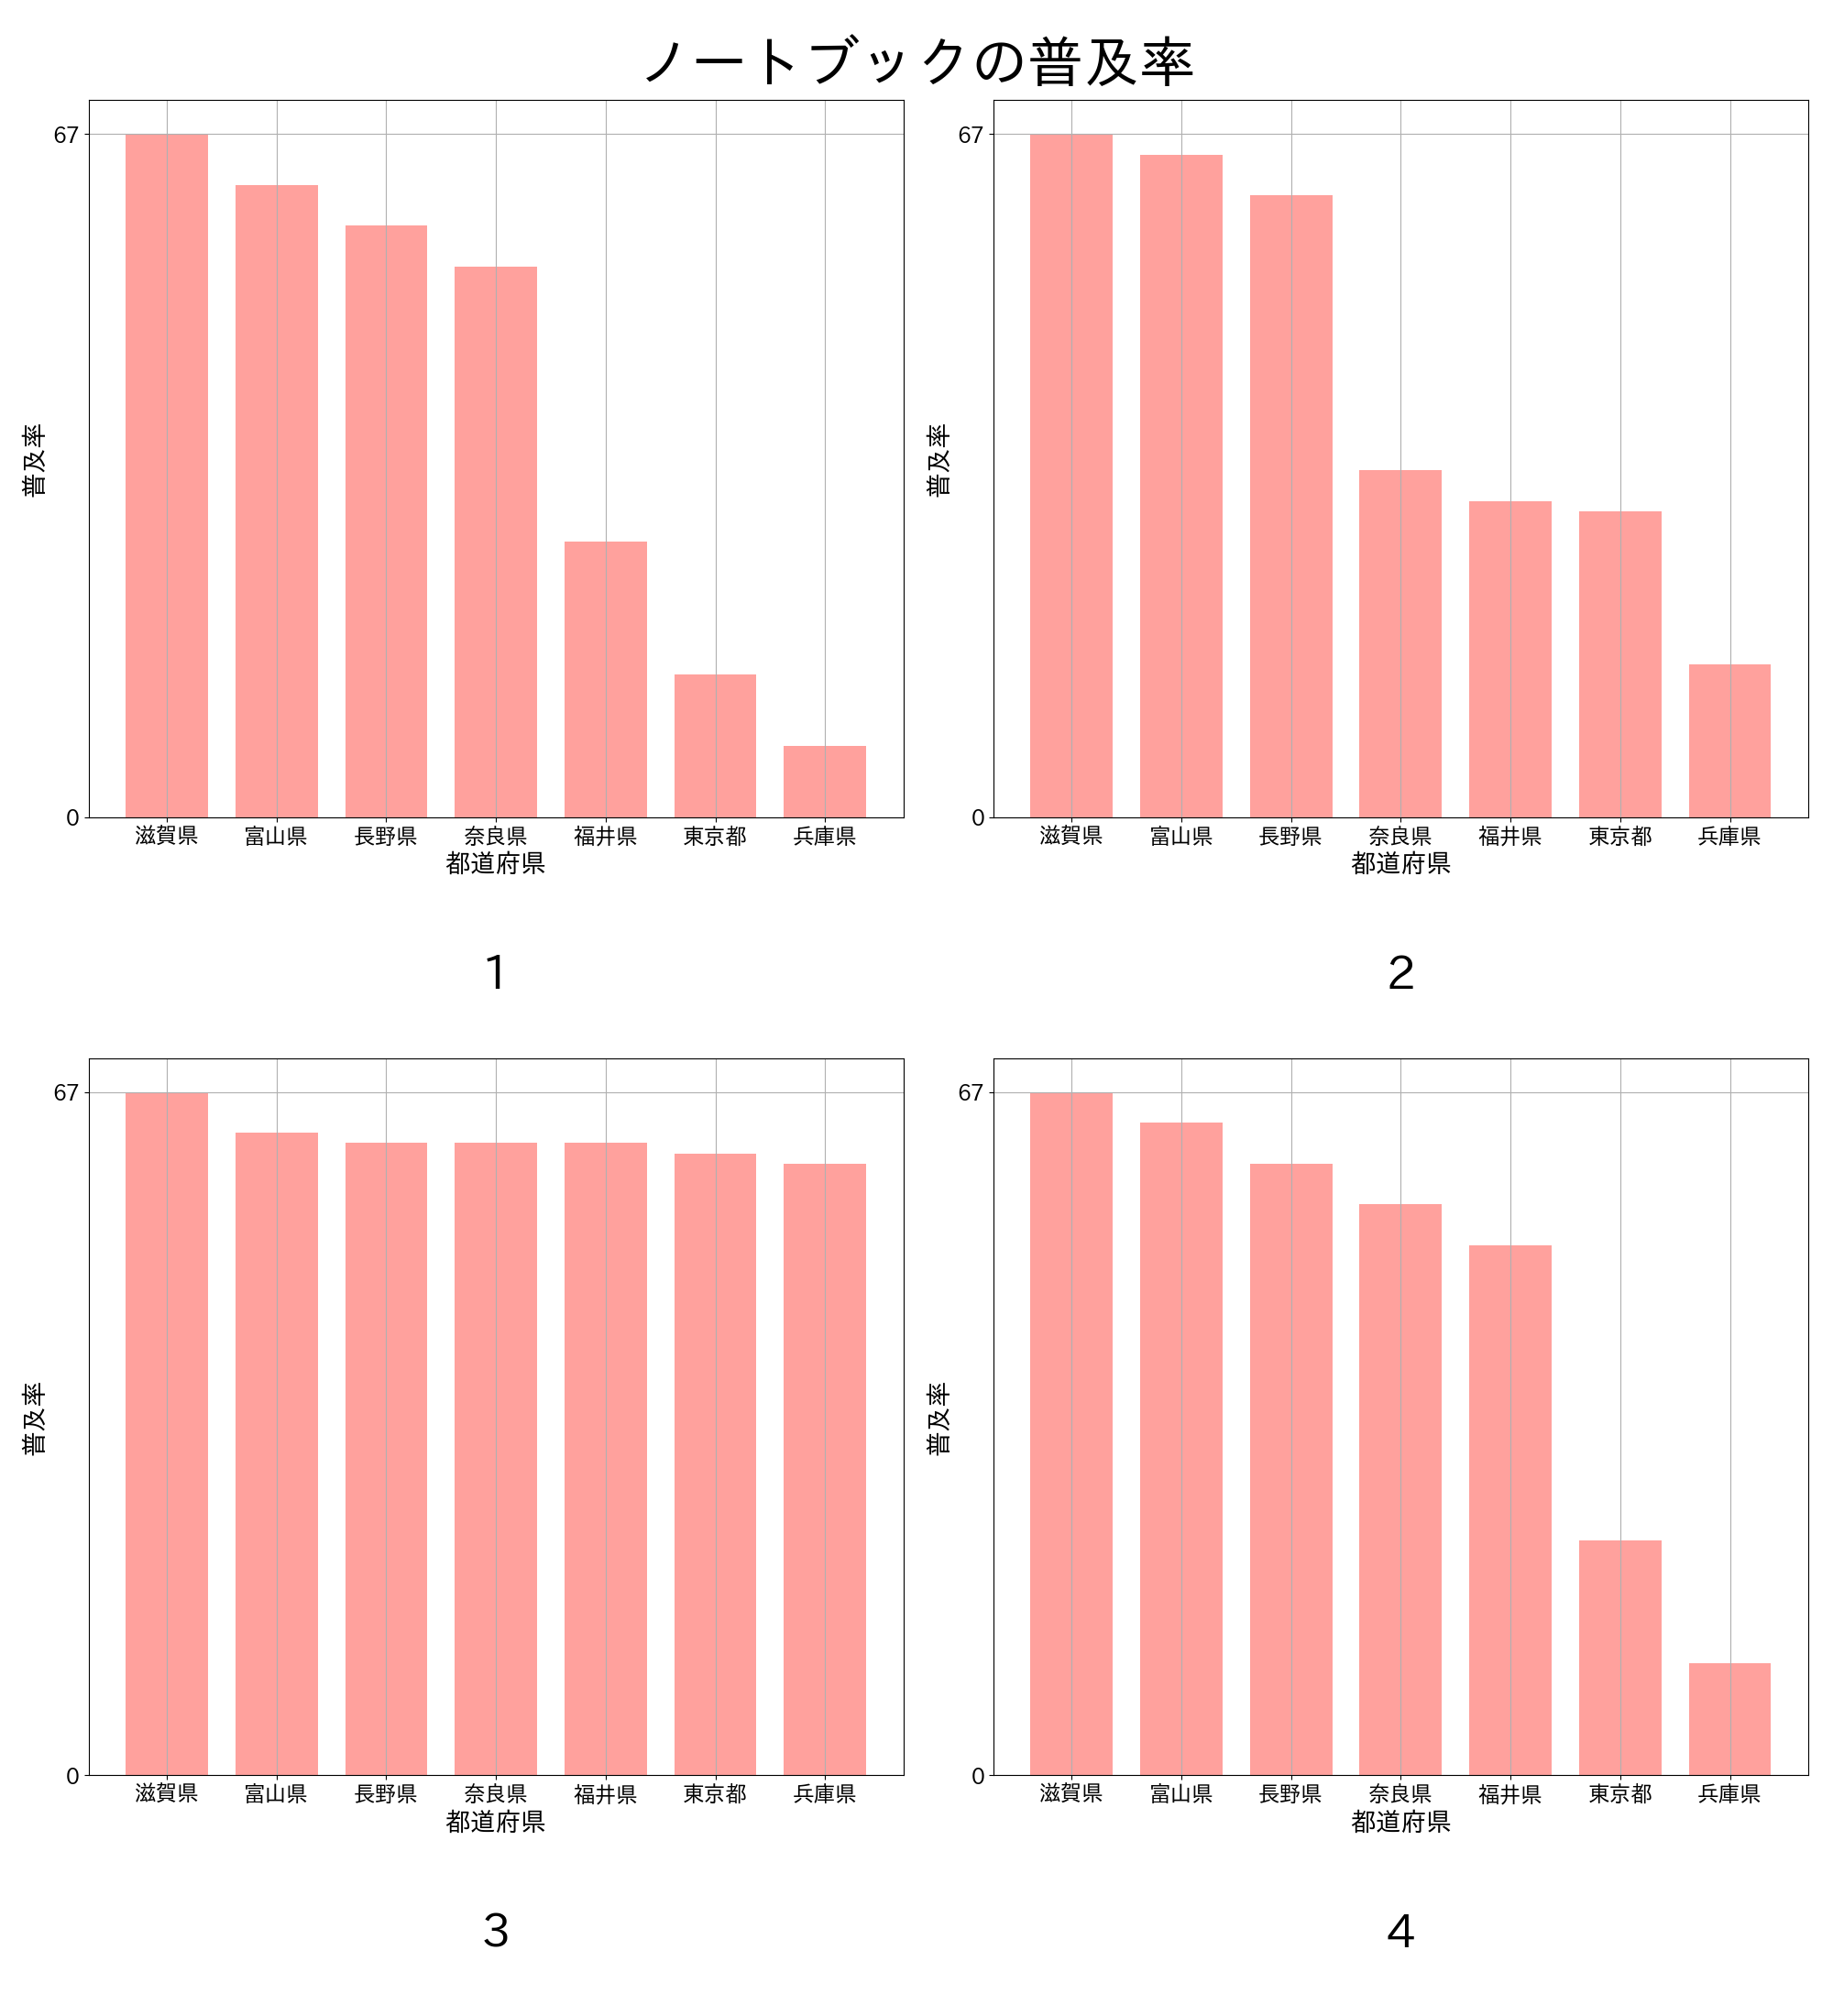 ノートブックの普及率
67
0
普及率
滋賀県 富山県 長野県 奈良県 福井県 東京都 兵庫県
都道府県
1
67
0
普及率
滋賀県 富山県 長野県 奈良県 福井県 東京都 兵庫県
都道府県
2
67
0
普及率
滋賀県 富山県 長野県 奈良県 福井県 東京都 兵庫県
都道府県
3
67
0
普及率
滋賀県 富山県 長野県 奈良県 福井県 東京都 兵庫県
都道府県
4